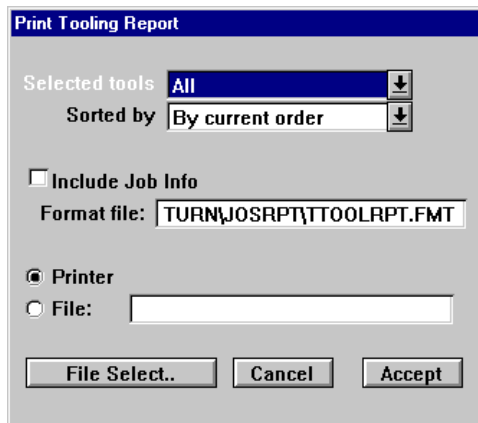 Print Tooling Report
Selected tools All
Sorted by By current order
Include Job Info
Format file: TURN\JOSRPT\TTOOLRPT.FMT
Printer
File:
File Select.. Cancel Accept